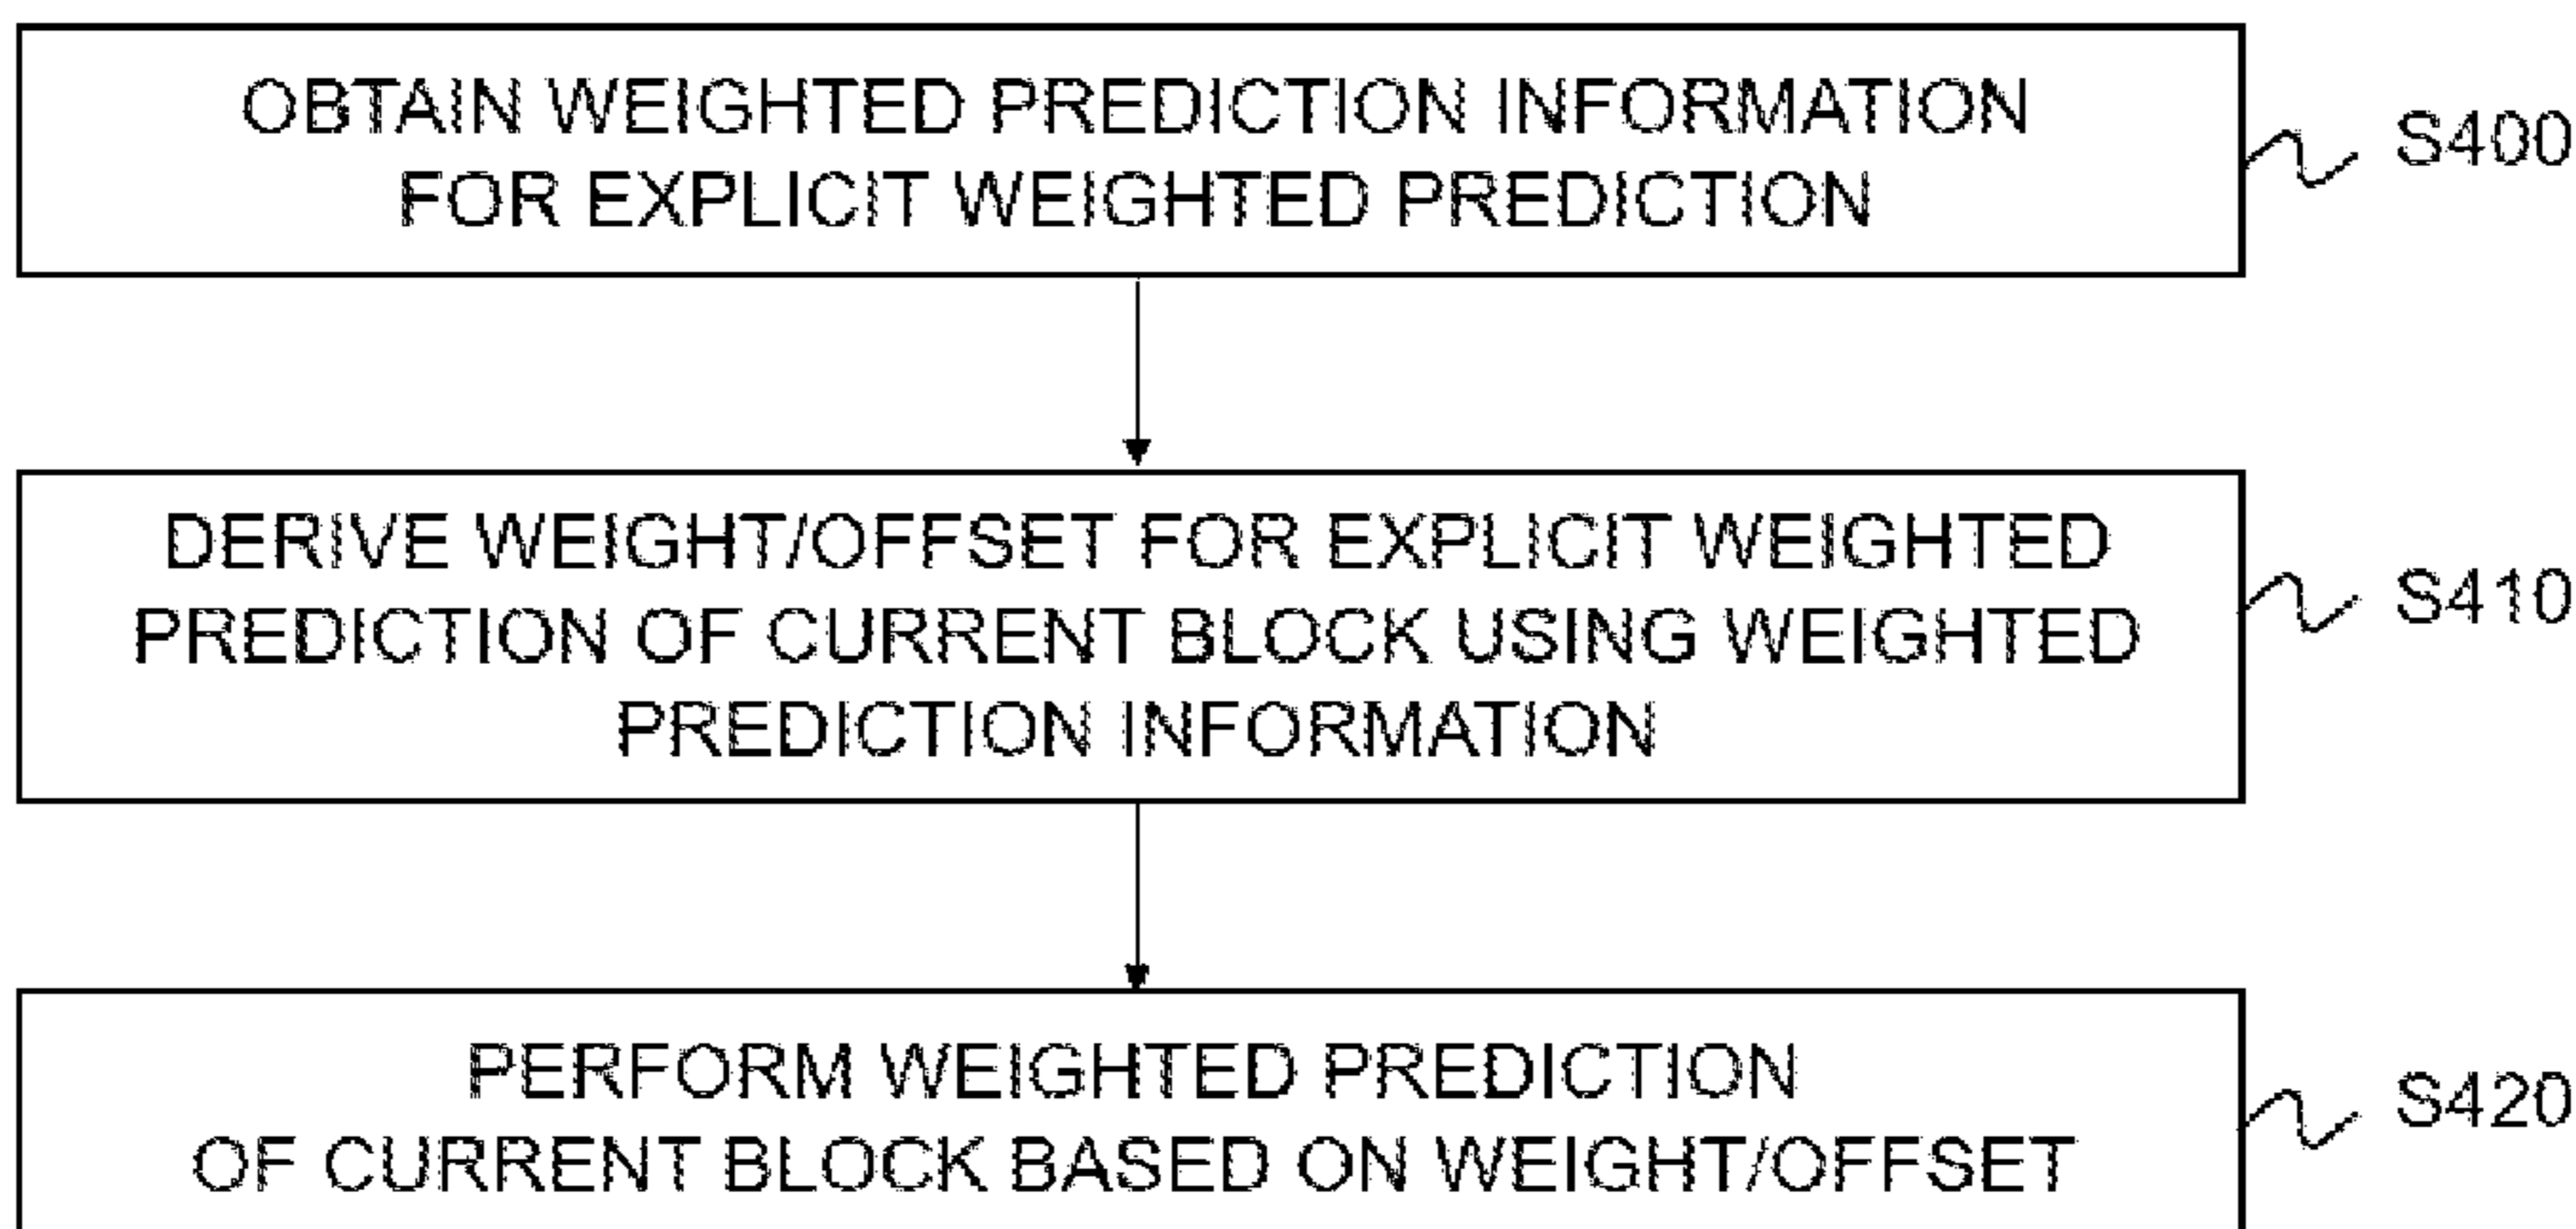 OBTAIN WEIGHTED PREDICTION INFORMATION
FOR EXPLICIT WEIGHTED PREDICTION
S400
DERIVE WEIGHT/OFFSET FOR EXPLICIT WEIGHTED
PREDICTION OF CURRENT BLOCK USING WEIGHTED
PREDICTION INFORMATION
S410
PERFORM WEIGHTED PREDICTION
OF CURRENT BLOCK BASED ON WEIGHT/OFFSET
S420